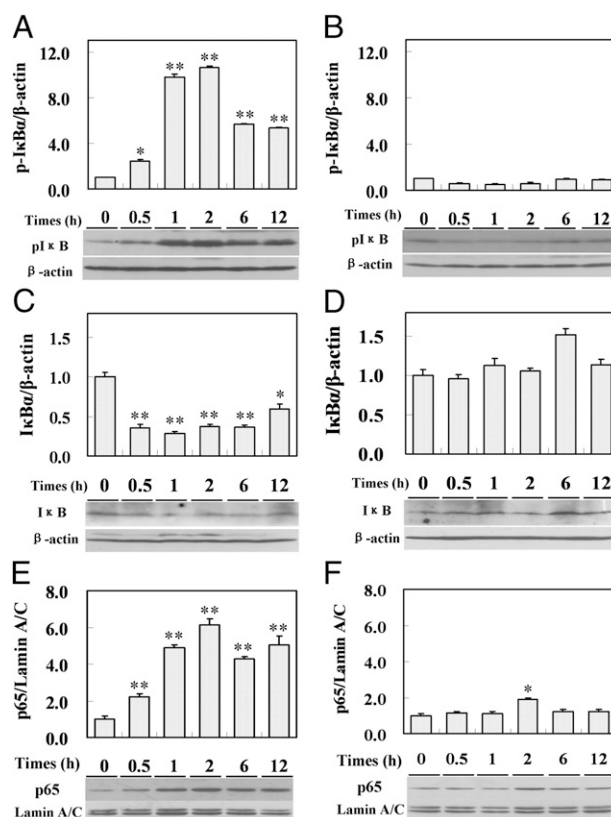 A
p-IκBα/β-actin
12.0
8.0
4.0
0.0
* ** ** ** **
Times (h) 0 0.5 1 2 6 12
pIκB
β-actin
B
p-IκBα/β-actin
12.0
8.0
4.0
0.0
Times (h) 0 0.5 1 2 6 12
pIκB
β-actin
C
IκBα/β-actin
1.5
1.0
0.5
0.0
** ** ** ** *
Times (h) 0 0.5 1 2 6 12
IκB
β-actin
D
IκBα/β-actin
1.5
1.0
0.5
0.0
Times (h) 0 0.5 1 2 6 12
IκB
β-actin
E
p65/Lamin A/C
8.0
6.0
4.0
2.0
0.0
** ** ** ** **
Times (h) 0 0.5 1 2 6 12
p65
Lamin A/C
F
p65/Lamin A/C
8.0
6.0
4.0
2.0
0.0
*
Times (h) 0 0.5 1 2 6 12
p65
Lamin A/C